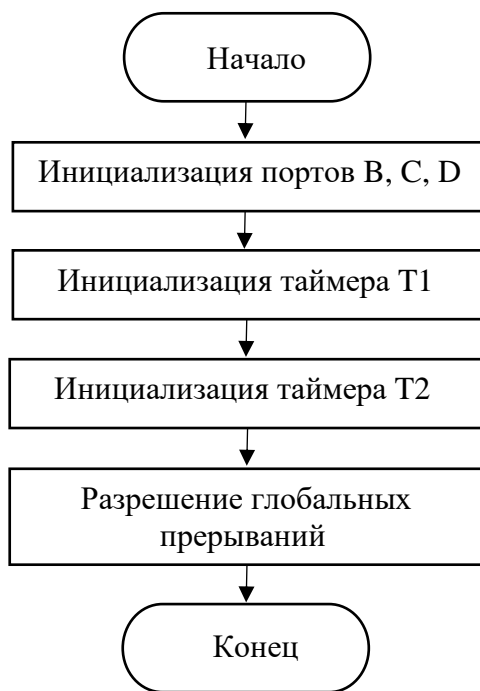 Начало
Инициализация портов B, C, D
Инициализация таймера T1
Инициализация таймера T2
Разрешение глобальных
прерываний
Конец